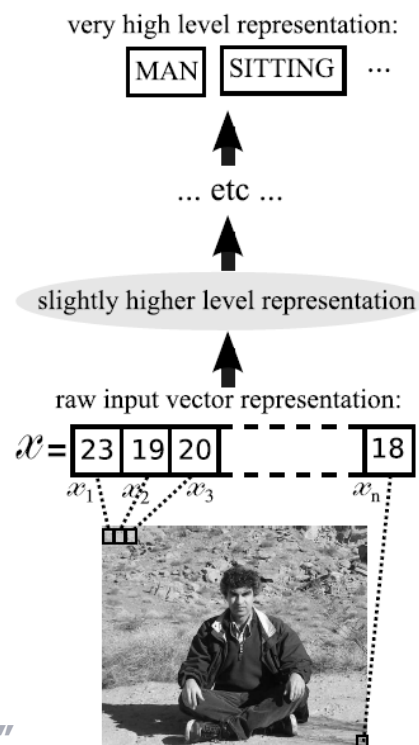 very high level representation:
MAN SITTING ...
... etc ...
slightly higher level representation
raw input vector representation:
x = 23 19 20 18
x1 x2 x3 xn
”